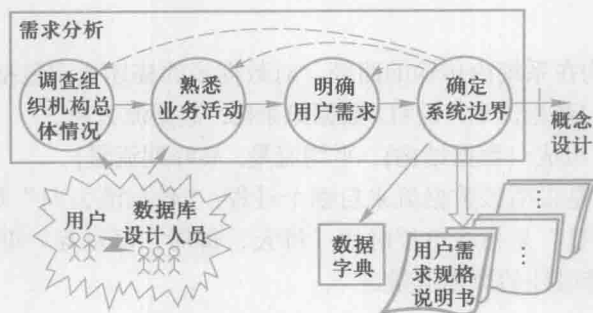 需求分析
调查组
织机构总
体情况
熟悉
业务活动
明确
用户需求
确定
系统边界
概念
设计
用户
数据库
设计人员
数据
字典
用户需
求规格
说明书